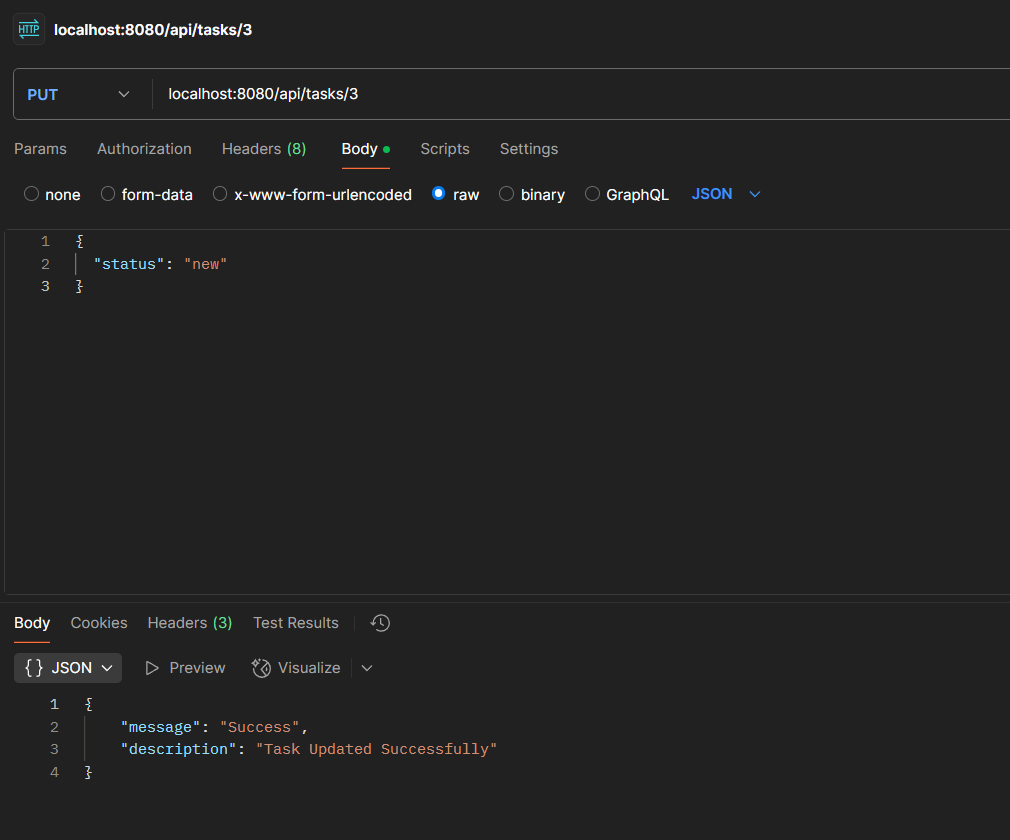 HTTP localhost:8080/api/tasks/3
PUT localhost:8080/api/tasks/3
Params Authorization Headers (8) Body Scripts Settings
none form-data x-www-form-urlencoded raw binary GraphQL JSON
1 {
2 "status": "new"
3 }
Body Cookies Headers (3) Test Results
{} JSON Preview Visualize
1 {
2 "message": "Success",
3 "description": "Task Updated Successfully"
4 }